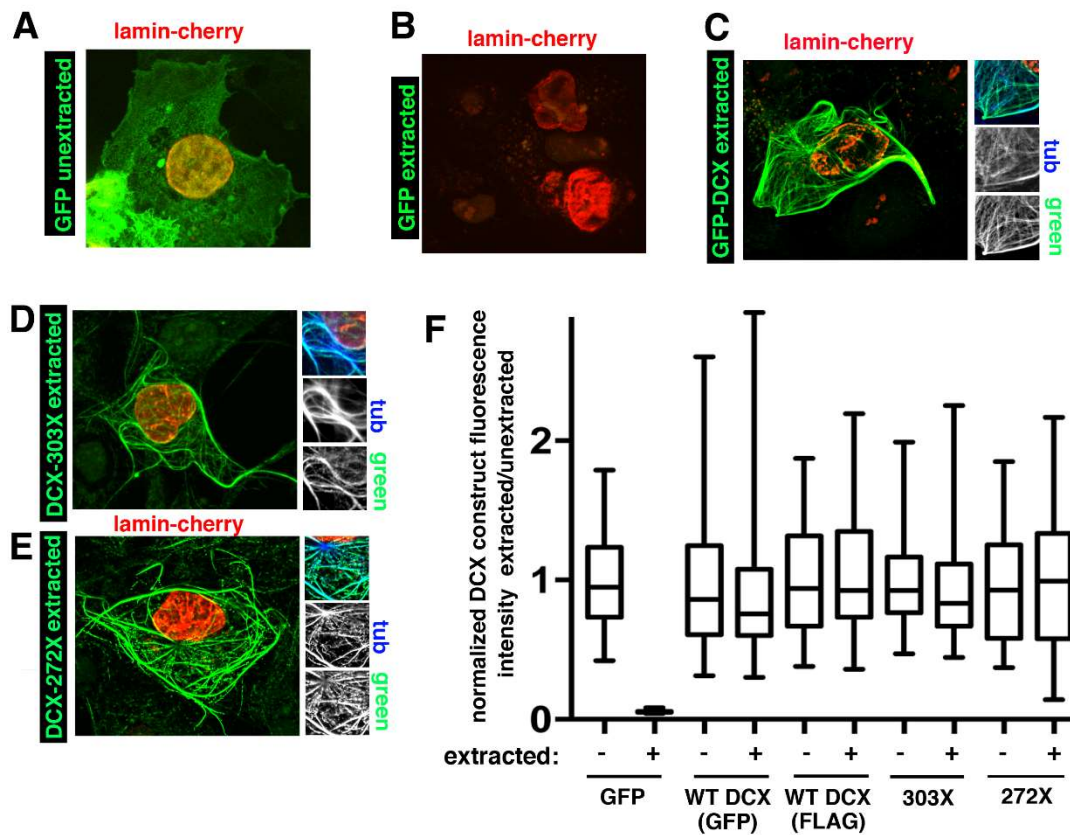 A
lamin-cherry
GFP unextracted
B
lamin-cherry
GFP extracted
C
lamin-cherry
GFP-DCX extracted
tub
green
D
DCX-303X extracted
tub
green
lamin-cherry
E
DCX-272X extracted
tub
green
F
normalized DCX construct fluorescence
intensity extracted/unextracted
2
1
0
extracted: - + - + - + - + - +
GFP WT DCX WT DCX 303X 272X
(GFP) (FLAG)